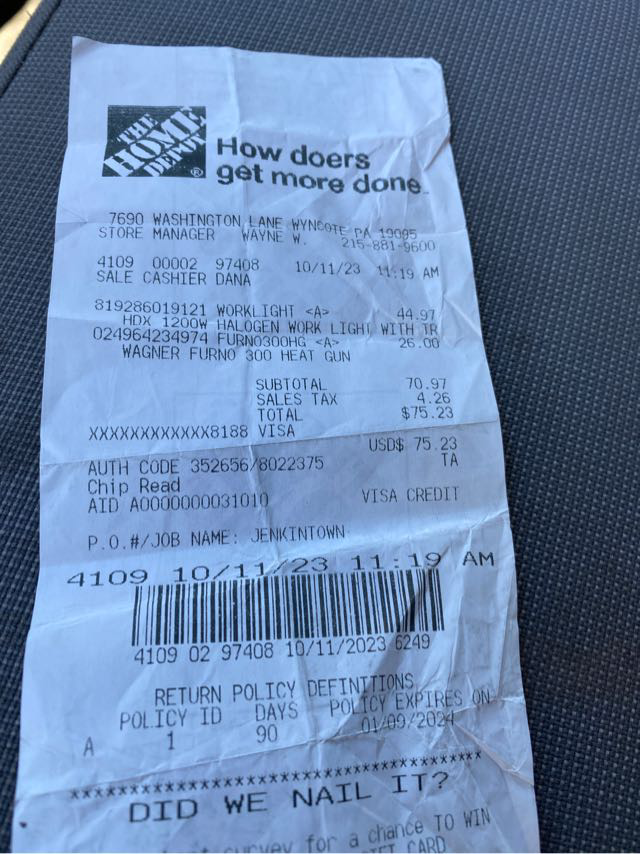 THE
HOME
DEPOT
®
How doers
get more done.
7690 WASHINGTON LANE WYNCOTE PA 19095
STORE MANAGER WAYNE W. 215-881-9600
4109 00002 97408 10/11/23 11:19 AM
SALE CASHIER DANA
819286019121 WORKLIGHT <A> 44.97
HDX 1200W HALOGEN WORK LIGHT WITH TR
024964234974 FURNO300HG <A> 26.00
WAGNER FURNO 300 HEAT GUN
SUBTOTAL 70.97
SALES TAX 4.26
TOTAL $75.23
XXXXXXXXXXXX8188 VISA
USD$ 75.23
AUTH CODE 352656/8022375 TA
Chip Read
AID A0000000031010 VISA CREDIT
P.O.#/JOB NAME: JENKINTOWN
4109 10/11/23 11:19 AM
4109 02 97408 10/11/2023 6249
RETURN POLICY DEFINITIONS
POLICY ID DAYS POLICY EXPIRES ON
A 1 90 01/09/2024
****************************************
DID WE NAIL IT?
survey for a chance TO WIN
CARD